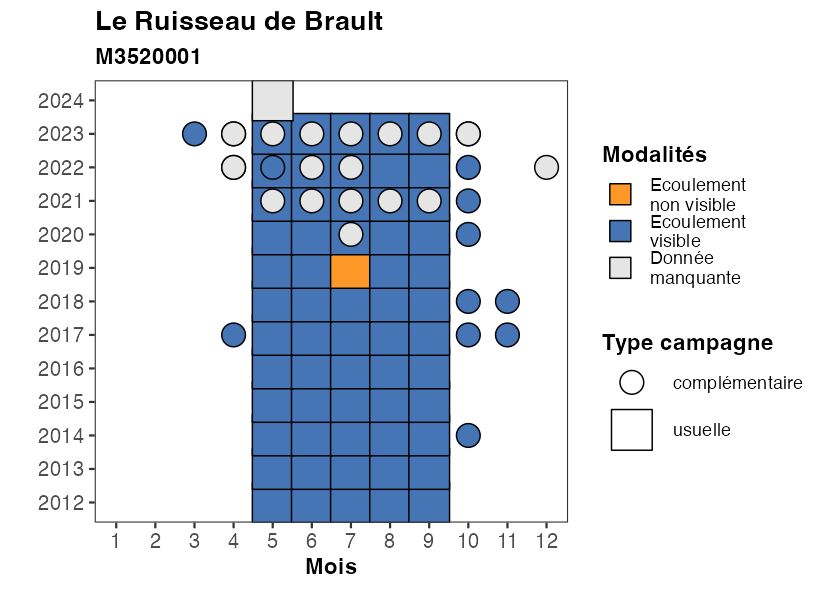 Le Ruisseau de Brault
M3520001
2024
2023
2022
2021
2020
2019
2018
2017
2016
2015
2014
2013
2012
1 2 3 4 5 6 7 8 9 10 11 12
Mois
Modalités
Ecoulement
non visible
Ecoulement
visible
Donnée
manquante
Type campagne
complémentaire
usuelle